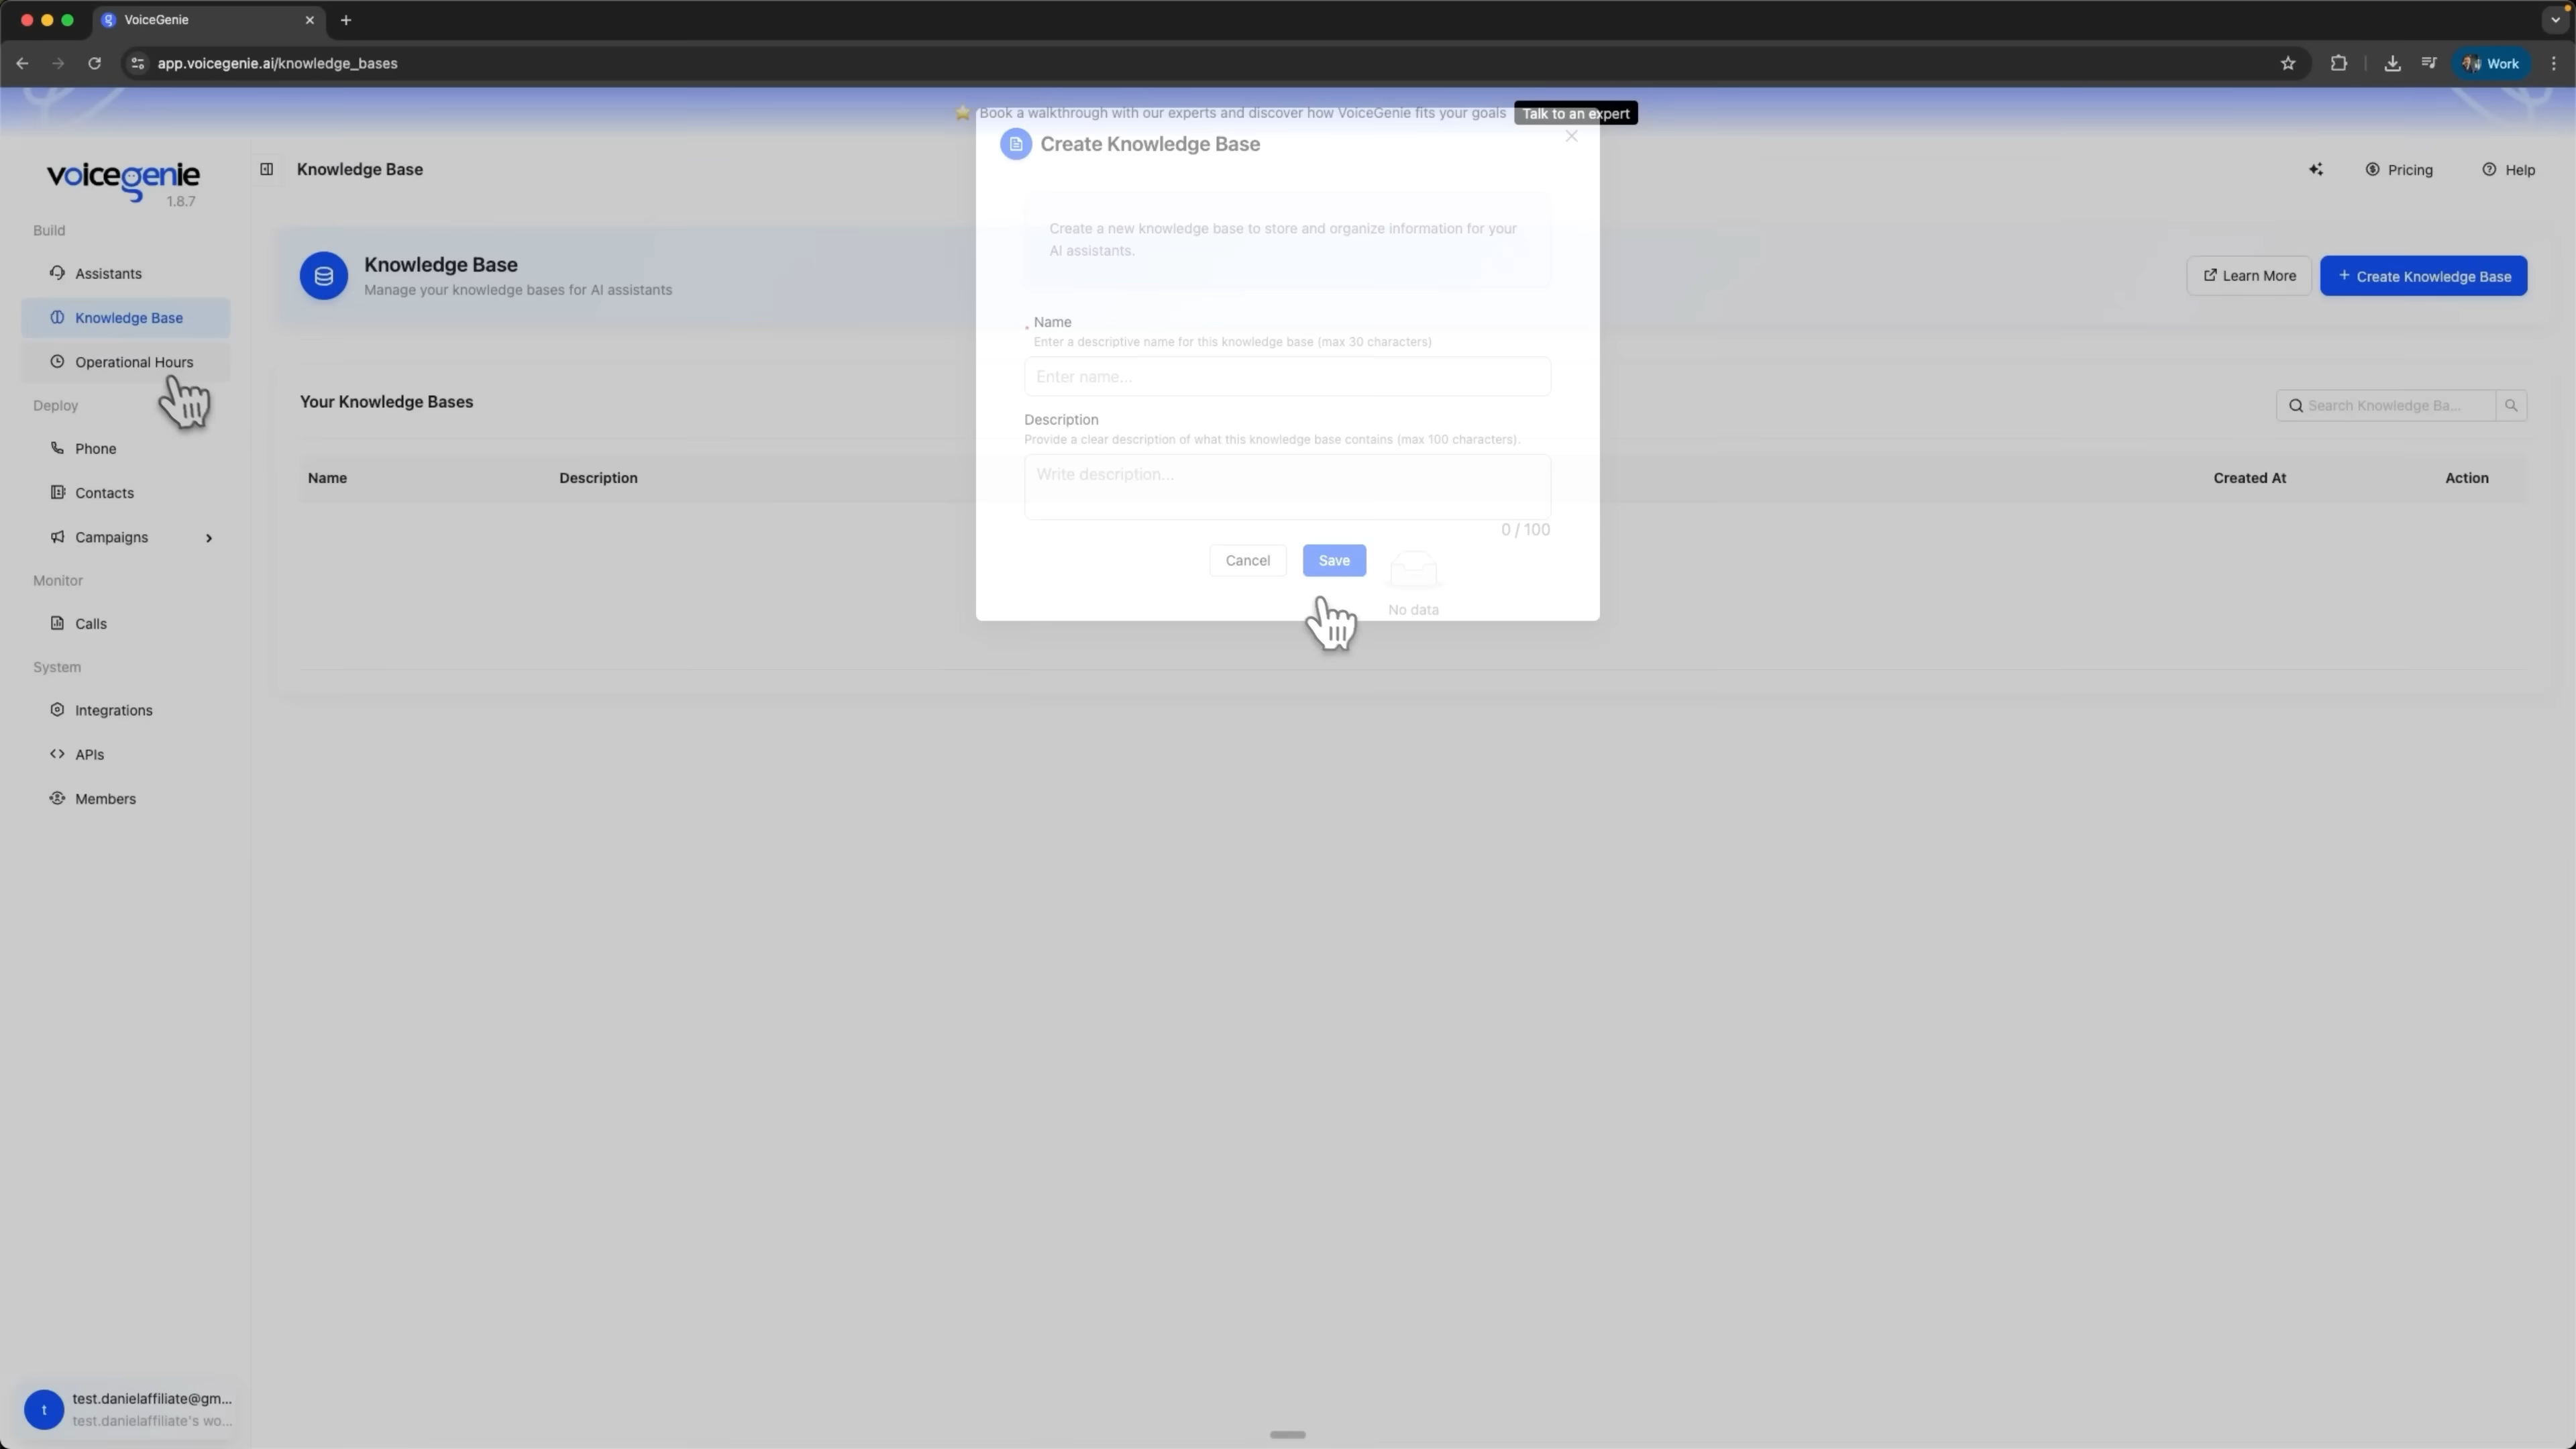 VoiceGenie
app.voicegenie.ai/knowledge_bases
Work
Book a walkthrough with our experts and discover how VoiceGenie fits your goals
Talk to an expert
voicegenie
1.8.7
Knowledge Base
Pricing
Help
Build
Assistants
Knowledge Base
Operational Hours
Deploy
Phone
Contacts
Campaigns
Monitor
Calls
System
Integrations
APIs
Members
test.danielaffiliate@gm...
test.danielaffiliate's wo...
Knowledge Base
Manage your knowledge bases for AI assistants
Learn More
+ Create Knowledge Base
Your Knowledge Bases
Search Knowledge Ba...
Name
Description
Created At
Action
No data
Create Knowledge Base
Create a new knowledge base to store and organize information for your
AI assistants.
Name
Enter a descriptive name for this knowledge base (max 30 characters)
Enter name...
Description
Provide a clear description of what this knowledge base contains (max 100 characters).
Write description...
0 / 100
Cancel
Save
t